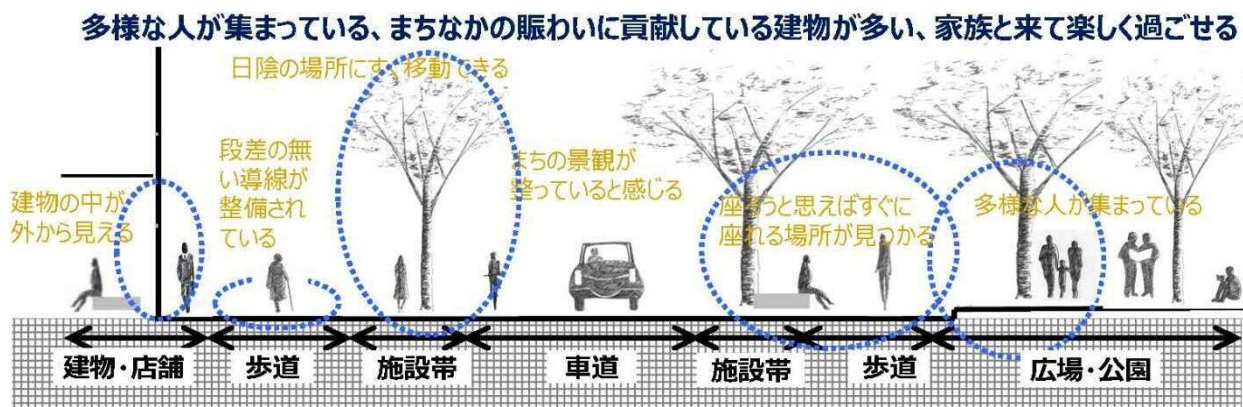 多様な人が集まっている、まちなかの賑わいに貢献している建物が多い、家族と来て楽しく過ごせる
日陰の場所にすぐ移動できる
段差の無
い導線が
整備され
ている
建物の中が
外から見える
まちの景観が
整っていると感じる
座ろうと思えばすぐに
座れる場所が見つかる
多様な人が集まっている
建物・店舗
歩道
施設帯
車道
施設帯
歩道
広場・公園